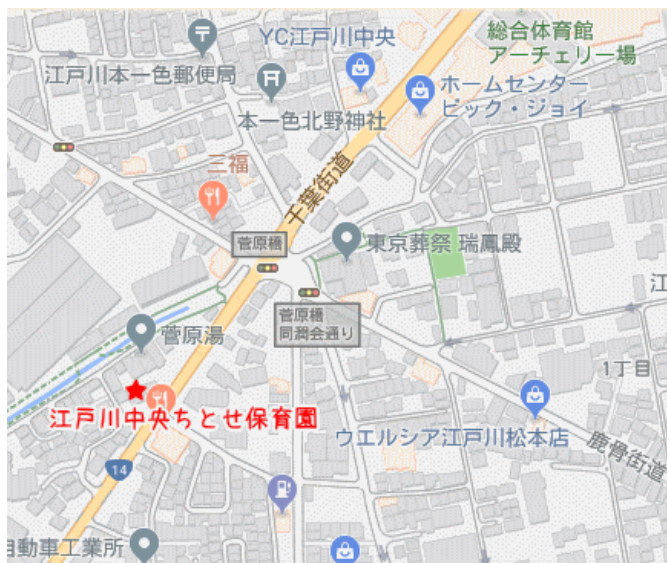 総合体育館
アーチェリー場
YC江戸川中央
江戸川本一色郵便局
ホームセンター
ビック・ジョイ
本一色北野神社
三福
千葉街道
菅原橋
東京葬祭 瑞鳳殿
江
菅原橋
同潤会通り
菅原湯
1丁目
江戸川中央ちとせ保育園
ウエルシア江戸川松本店
鹿骨街道
14
自動車工業所